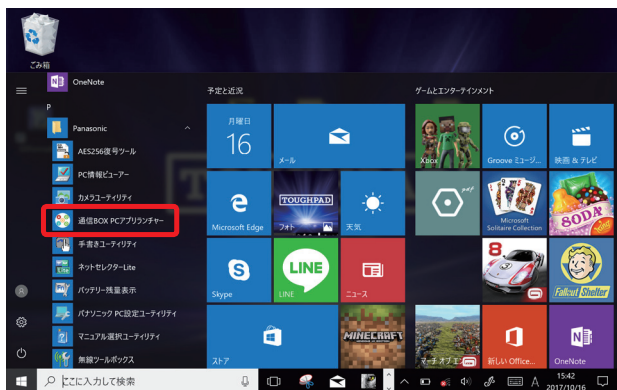 ごみ箱
OneNote
P
Panasonic
AES256復号ツール
PC情報ビューアー
カメラユーティリティ
通信BOX PCアプリランチャー
手書きユーティリティ
ネットセレクターLite
バッテリー残量表示
パナソニック PC設定ユーティリティ
マニュアル選択ユーティリティ
無線ツールボックス
予定と近況
月曜日
16
メール
Microsoft Edge
TOUGHPAD
フォト
天気
Skype
LINE
LINE
ニュース
ストア
MINECRAFT
ゲームとエンターテインメント
Xbox
Groove ミュージ...
映画 & テレビ
pdf
Microsoft
Solitaire Collection
SODA
8
Fallout Shelter
マーチ オブ エ
新しい Office...
OneNote
ここに入力して検索
A
15:42
2017/10/16